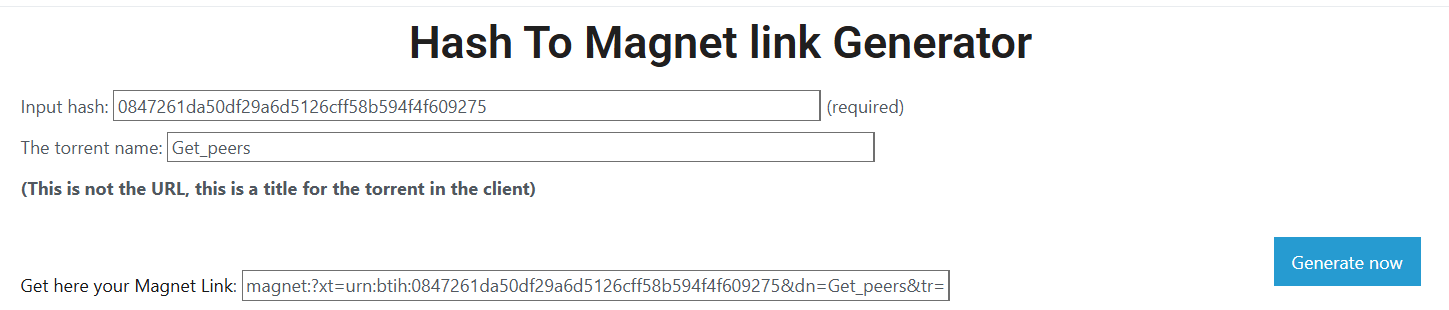 Hash To Magnet link Generator
Input hash: 0847261da50df29a6d5126cff58b594f4f609275 (required)
The torrent name: Get_peers
(This is not the URL, this is a title for the torrent in the client)
Generate now
Get here your Magnet Link: magnet:?xt=urn:btih:0847261da50df29a6d5126cff58b594f4f609275&dn=Get_peers&tr=